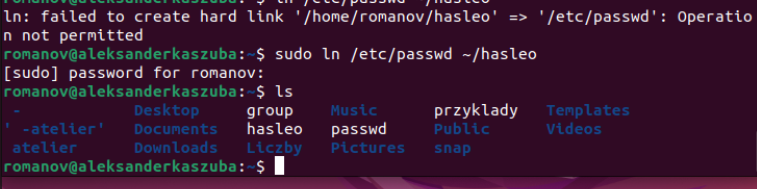 ln /etc/passwd ~/hasleo
ln: failed to create hard link '/home/romanov/hasleo' => '/etc/passwd': Operatio
n not permitted
romanov@aleksanderkaszuba:~$ sudo ln /etc/passwd ~/hasleo
[sudo] password for romanov:
romanov@aleksanderkaszuba:~$ ls
 -           Desktop     group    Music      przyklady   Templates
' -atelier'  Documents   hasleo   passwd     Public      Videos
 atelier     Downloads   Liczby   Pictures   snap
romanov@aleksanderkaszuba:~$